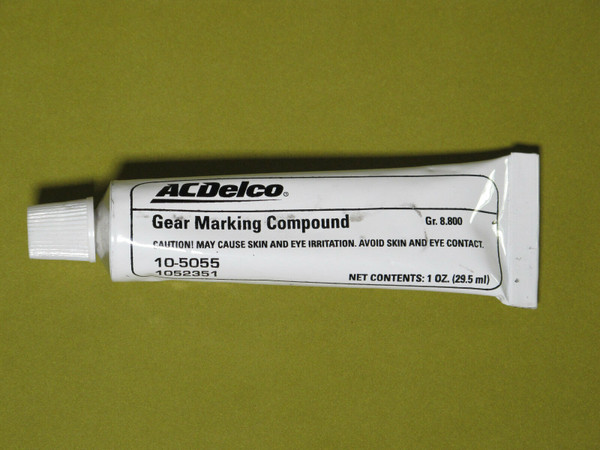 ACDelco®
Gear Marking Compound Gr. 8.800
CAUTION! MAY CAUSE SKIN AND EYE IRRITATION. AVOID SKIN AND EYE CONTACT.
10-5055
1052351 NET CONTENTS: 1 OZ. (29.5 ml)